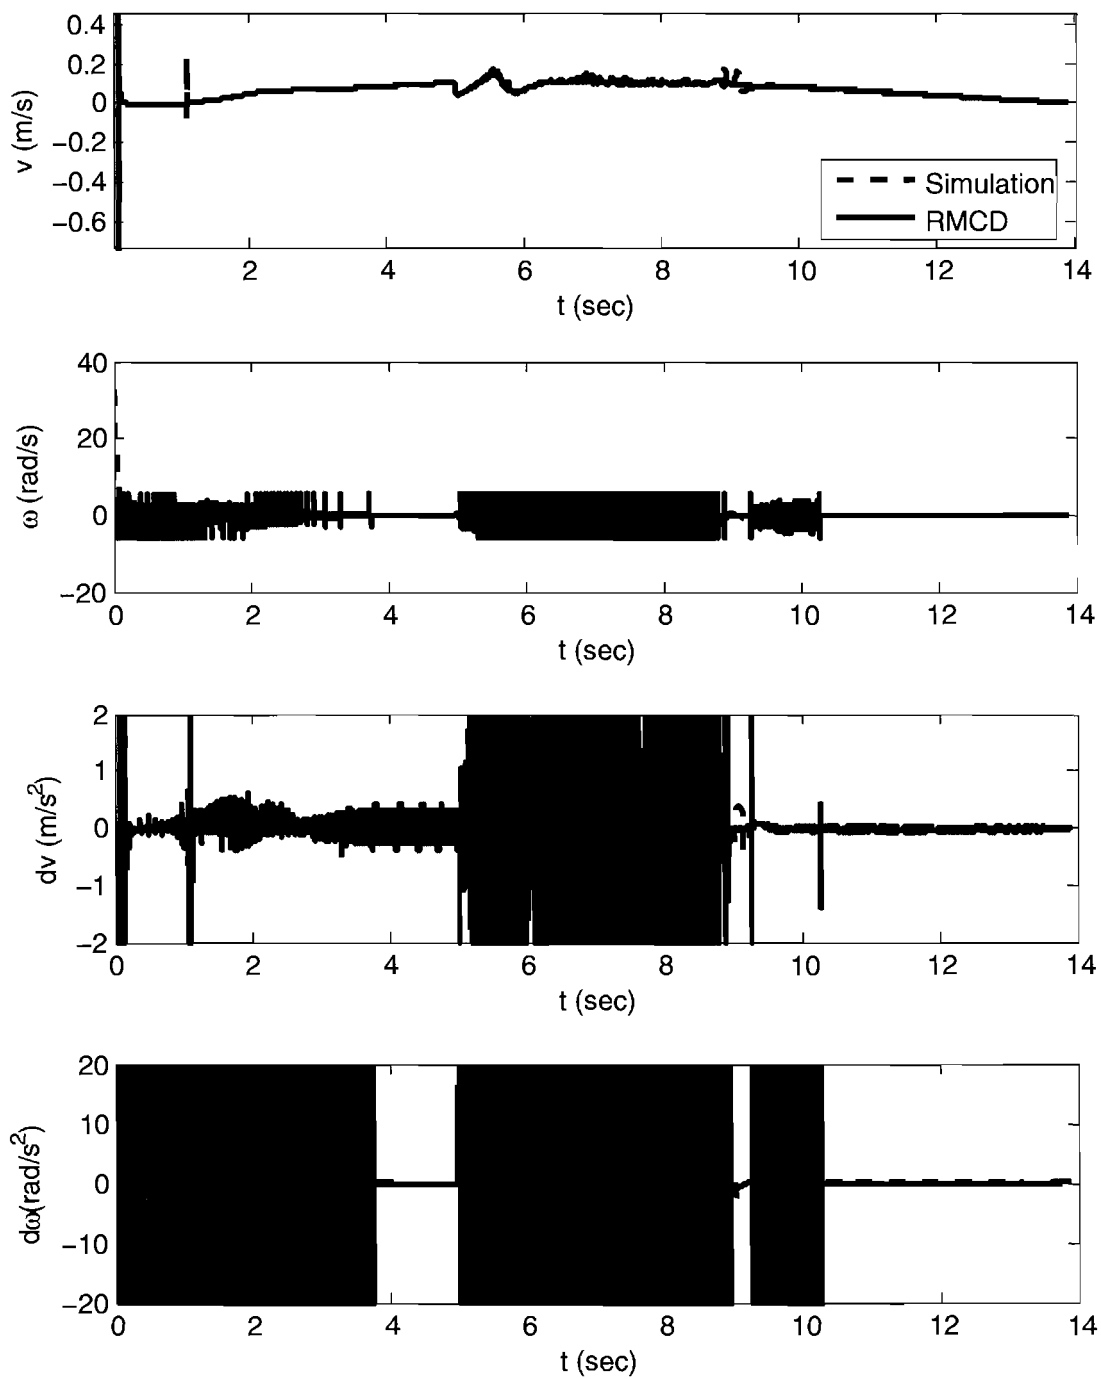 0.4
0.2
0
−0.2
−0.4
−0.6
v (m/s)
Simulation
RMCD
2 4 6 8 10 12 14
t (sec)
40
20
0
−20
ω (rad/s)
0 2 4 6 8 10 12 14
t (sec)
2
1
0
−1
−2
dv (m/s²)
0 2 4 6 8 10 12 14
t (sec)
20
10
0
−10
−20
dω(rad/s²)
0 2 4 6 8 10 12 14
t (sec)